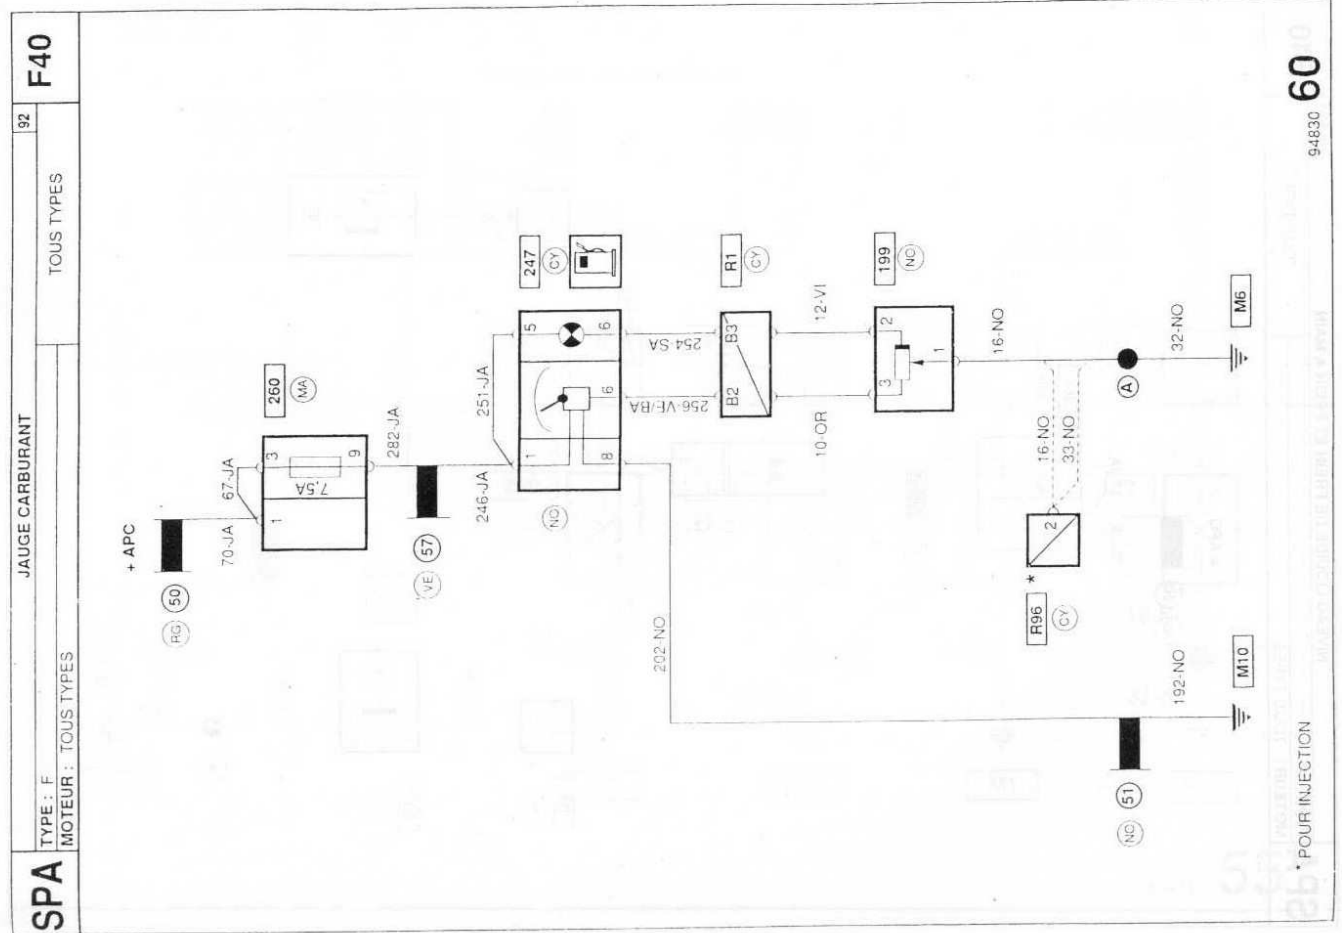 SPA
TYPE : F
MOTEUR : TOUS TYPES
JAUGE CARBURANT
92
TOUS TYPES
F40
+ APC
RG 50
70-JA
67-JA
260
MA
1
3
7,5A
9
282-JA
VE 57
246-JA
251-JA
247
CY
NO
1
5
8
6
6
202-NO
256-VE/BA
254-SA
R1
CY
B2
B3
10-OR
12-VI
199
NO
3
2
1
16-NO
16-NO
33-NO
R96 *
CY
2
A
32-NO
M6
NO 51
192-NO
M10
* POUR INJECTION
94830 60